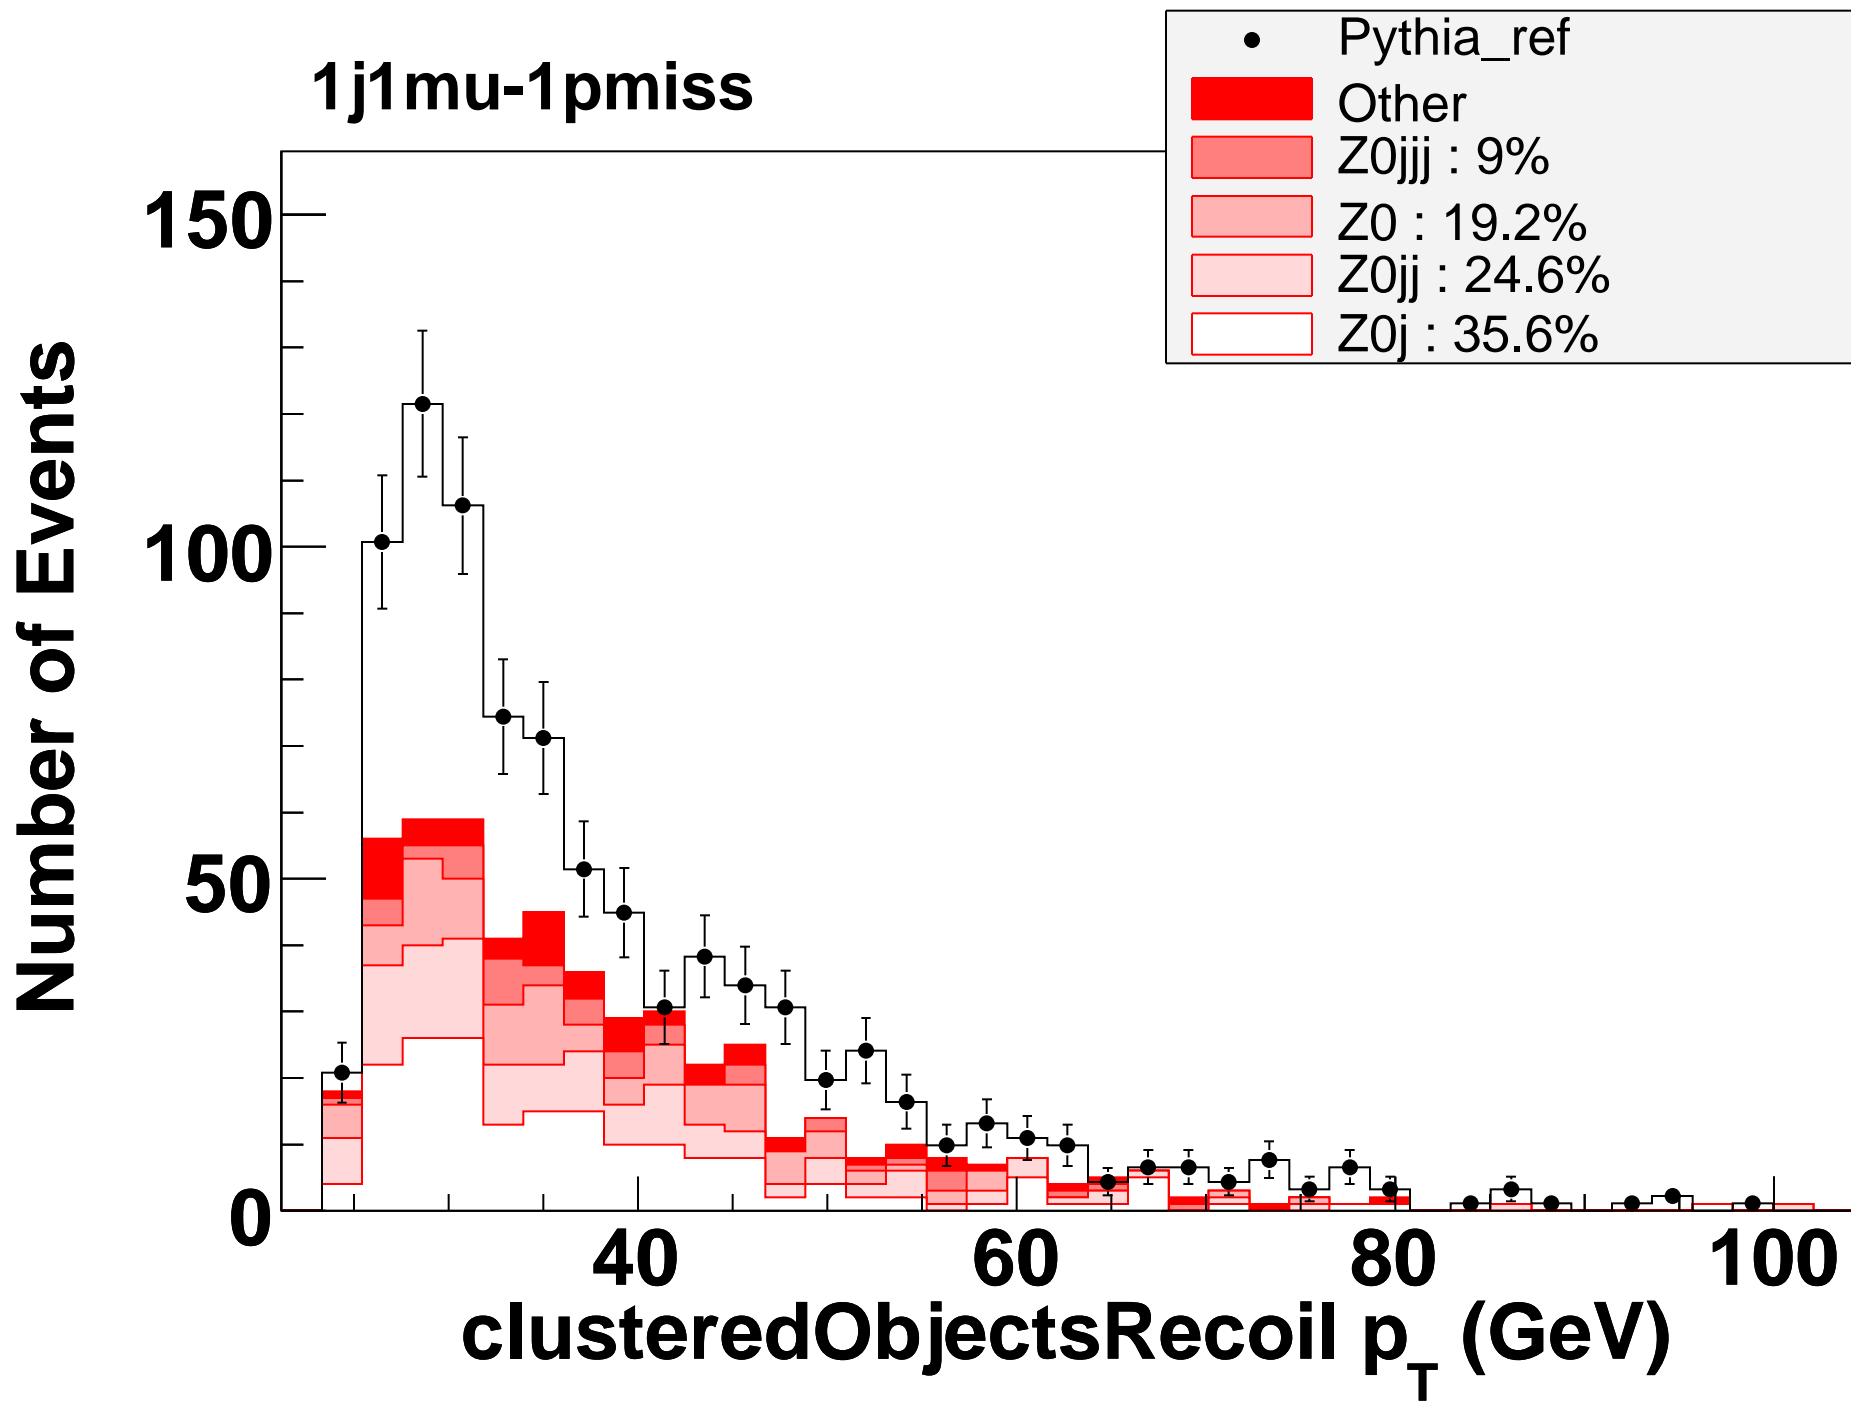 1j1mu-1pmiss
Pythia_ref
Other
Z0jjj : 9%
Z0 : 19.2%
Z0jj : 24.6%
Z0j : 35.6%
Number of Events
150
100
50
0
40 60 80 100
clusteredObjectsRecoil p_T (GeV)